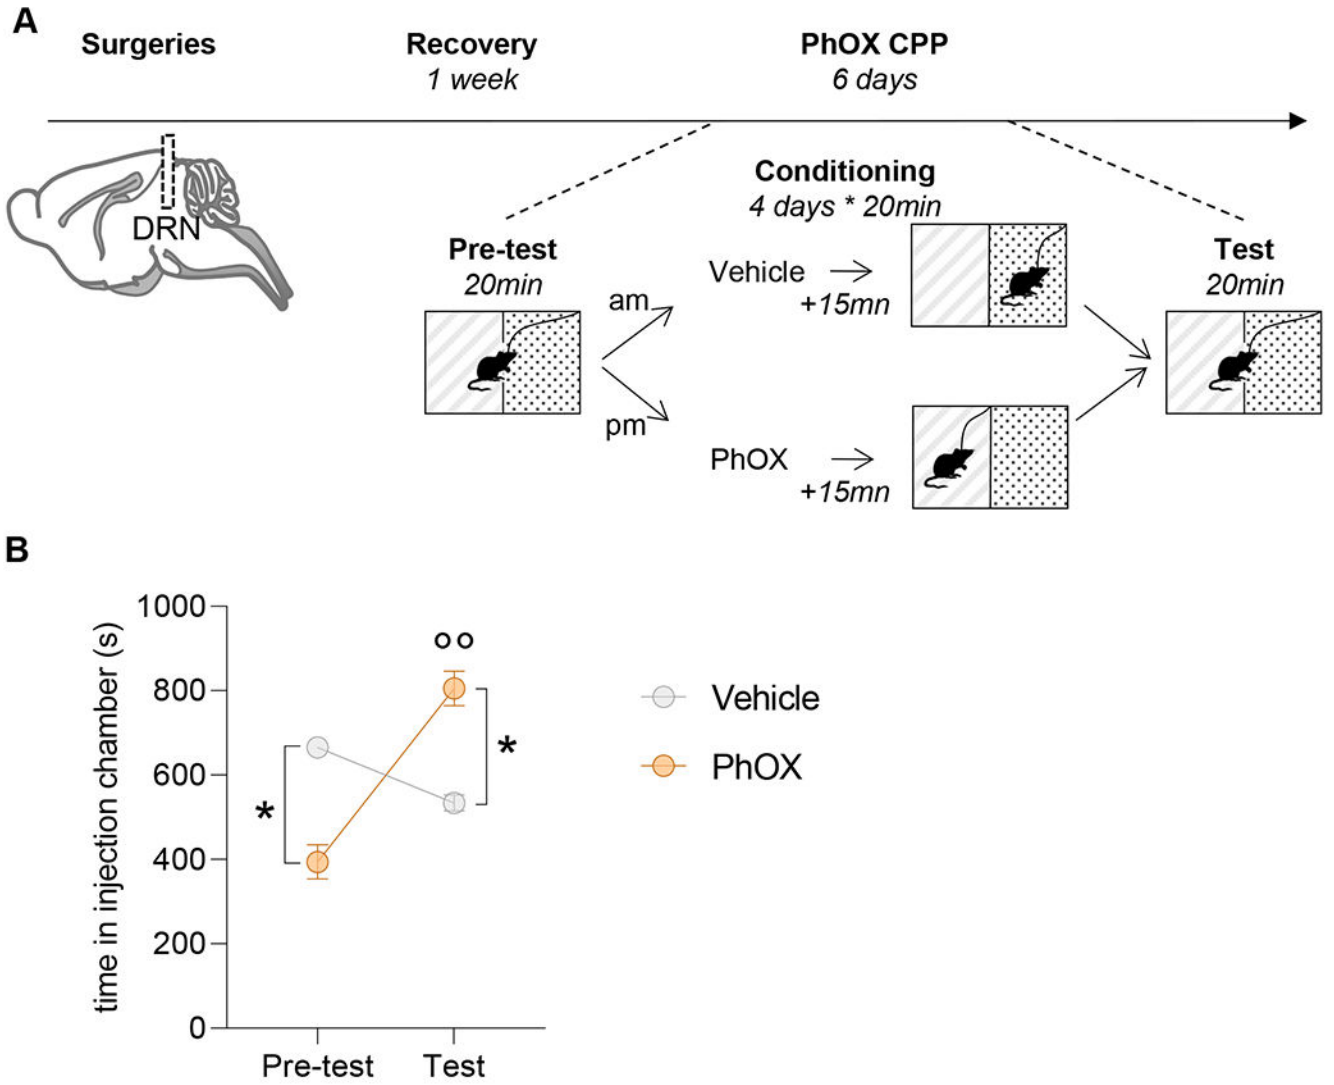 A
Surgeries
Recovery
1 week
PhOX CPP
6 days
DRN
Conditioning
4 days * 20min
Pre-test
20min
am
pm
Vehicle
+15mn
PhOX
+15mn
Test
20min
B
time in injection chamber (s)
1000
800
600
400
200
0
Pre-test
Test
*
*
°°
Vehicle
PhOX